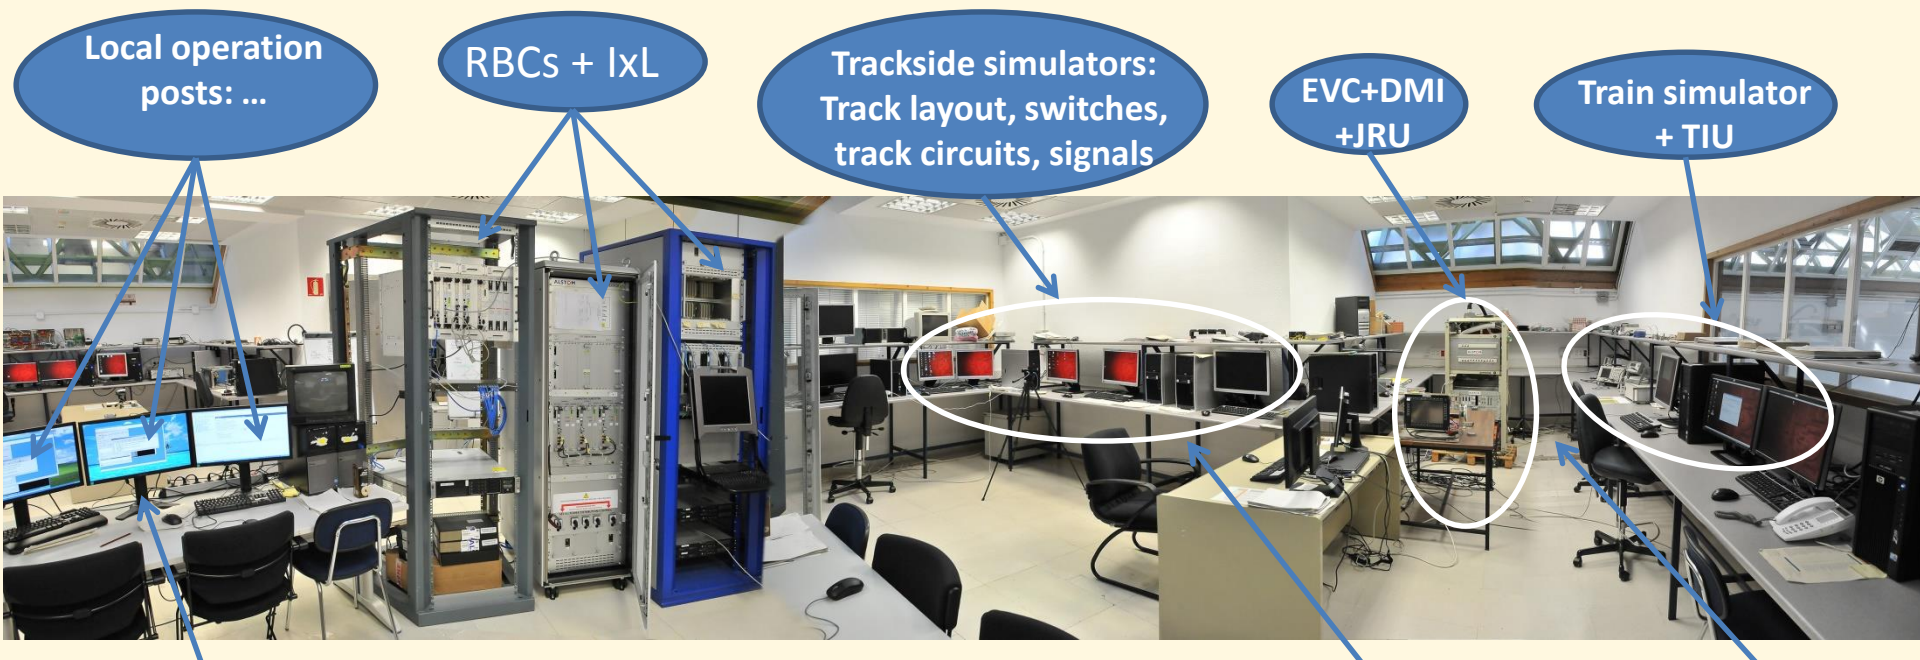 Local operation
posts: ...
RBCs + IxL
Trackside simulators:
Track layout, switches,
track circuits, signals
EVC+DMI
+JRU
Train simulator
+ TIU
ALSTOM